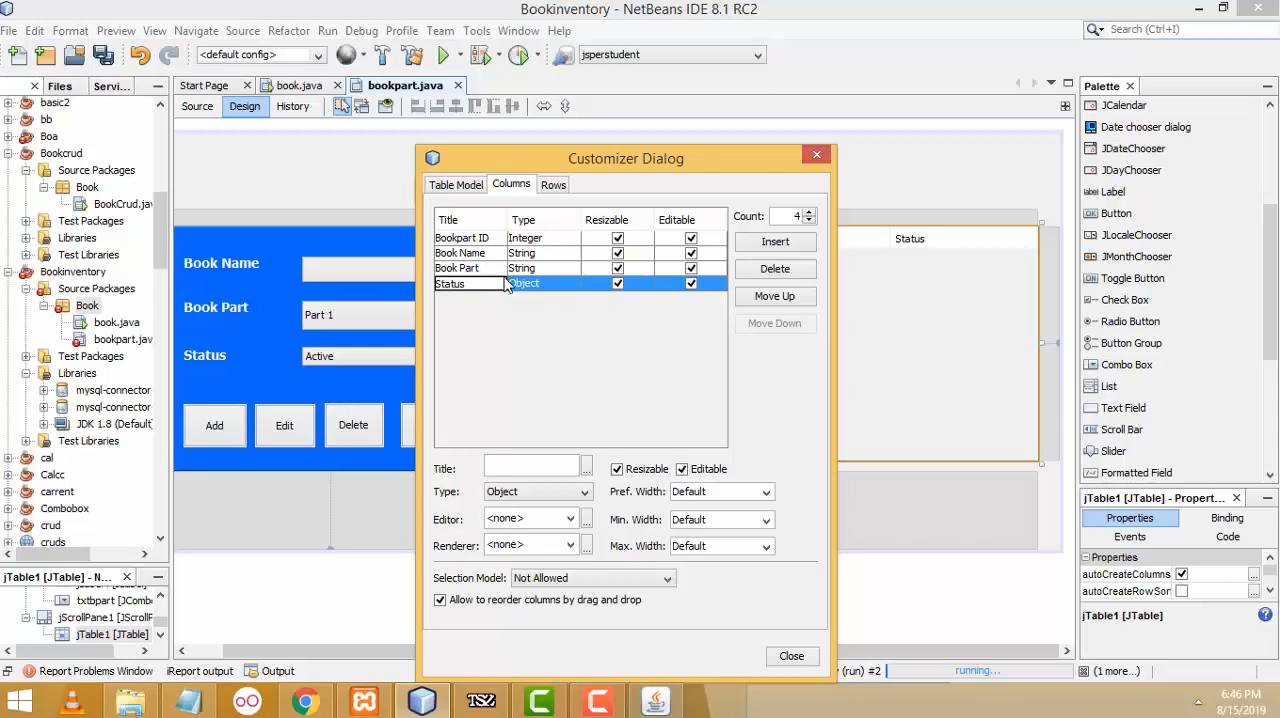 Bookinventory - NetBeans IDE 8.1 RC2
File Edit Format Preview View Navigate Source Refactor Run Debug Profile Team Tools Window Help
Search (Ctrl+I)
<default config>
jsperstudent
Files
Servi...
Start Page
book.java
bookpart.java
Palette
Source Design History
basic2
bb
Boa
Bookcrud
Source Packages
Book
BookCrud.jav
Test Packages
Libraries
Test Libraries
Bookinventory
Source Packages
Book
book.java
bookpart.jav
Test Packages
Libraries
mysql-connector
mysql-connector
JDK 1.8 (Default)
Test Libraries
cal
Calcc
carrent
Combobox
crud
cruds
jTable1 [JTable] - N...
txtbpart [JCombo
jScrollPane1 [JScrollP
jTable1 [JTable]
Book Name
Book Part
Part 1
Status
Active
Add
Edit
Delete
Status
Customizer Dialog
Table Model
Columns
Rows
Title Type Resizable Editable
Bookpart ID Integer
Book Name String
Book Part String
Status Object
Count: 4
Insert
Delete
Move Up
Move Down
Title:
Resizable
Editable
Type: Object
Pref. Width: Default
Editor: <none>
Min. Width: Default
Renderer: <none>
Max. Width: Default
Selection Model: Not Allowed
Allow to reorder columns by drag and drop
Close
JCalendar
Date chooser dialog
JDateChooser
JDayChooser
Label
Button
JLocaleChooser
JMonthChooser
Toggle Button
Check Box
Radio Button
Button Group
Combo Box
List
Text Field
Scroll Bar
Slider
Formatted Field
jTable1 [JTable] - Propert...
Properties
Binding
Events
Code
Properties
autoCreateColumns
autoCreateRowSor
jTable1 [JTable]
Report Problems Window
iReport output
Output
(run) #2
running...
(1 more...)
6:46 PM
8/15/2019